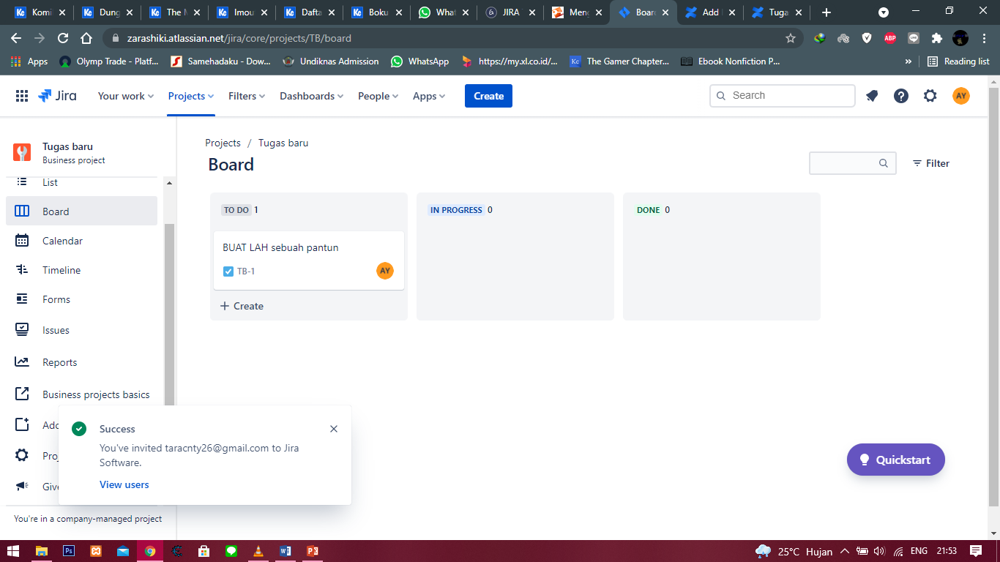 Komi
Dung
The M
Imou
Dafta
Boku
What
JIRA
Meng
Board
Add
Tuga
zarashiki.atlassian.net/jira/core/projects/TB/board
ABP
Apps
Olymp Trade - Platf...
Samehadaku - Dow...
Undiknas Admission
WhatsApp
https://my.xl.co.id/...
Kc
The Gamer Chapter...
Ebook Nonfiction P...
»
Reading list
Jira
Your work
Projects
Filters
Dashboards
People
Apps
Create
Search
AY
Tugas baru
Business project
List
Board
Calendar
Timeline
Forms
Issues
Reports
Business projects basics
Add
Proj
Give
You're in a company-managed project
Projects / Tugas baru
Board
Filter
TO DO 1
BUAT LAH sebuah pantun
TB-1
AY
+ Create
IN PROGRESS 0
DONE 0
Success
You've invited taracnty26@gmail.com to Jira
Software.
View users
Quickstart
25°C Hujan
ENG
21:53